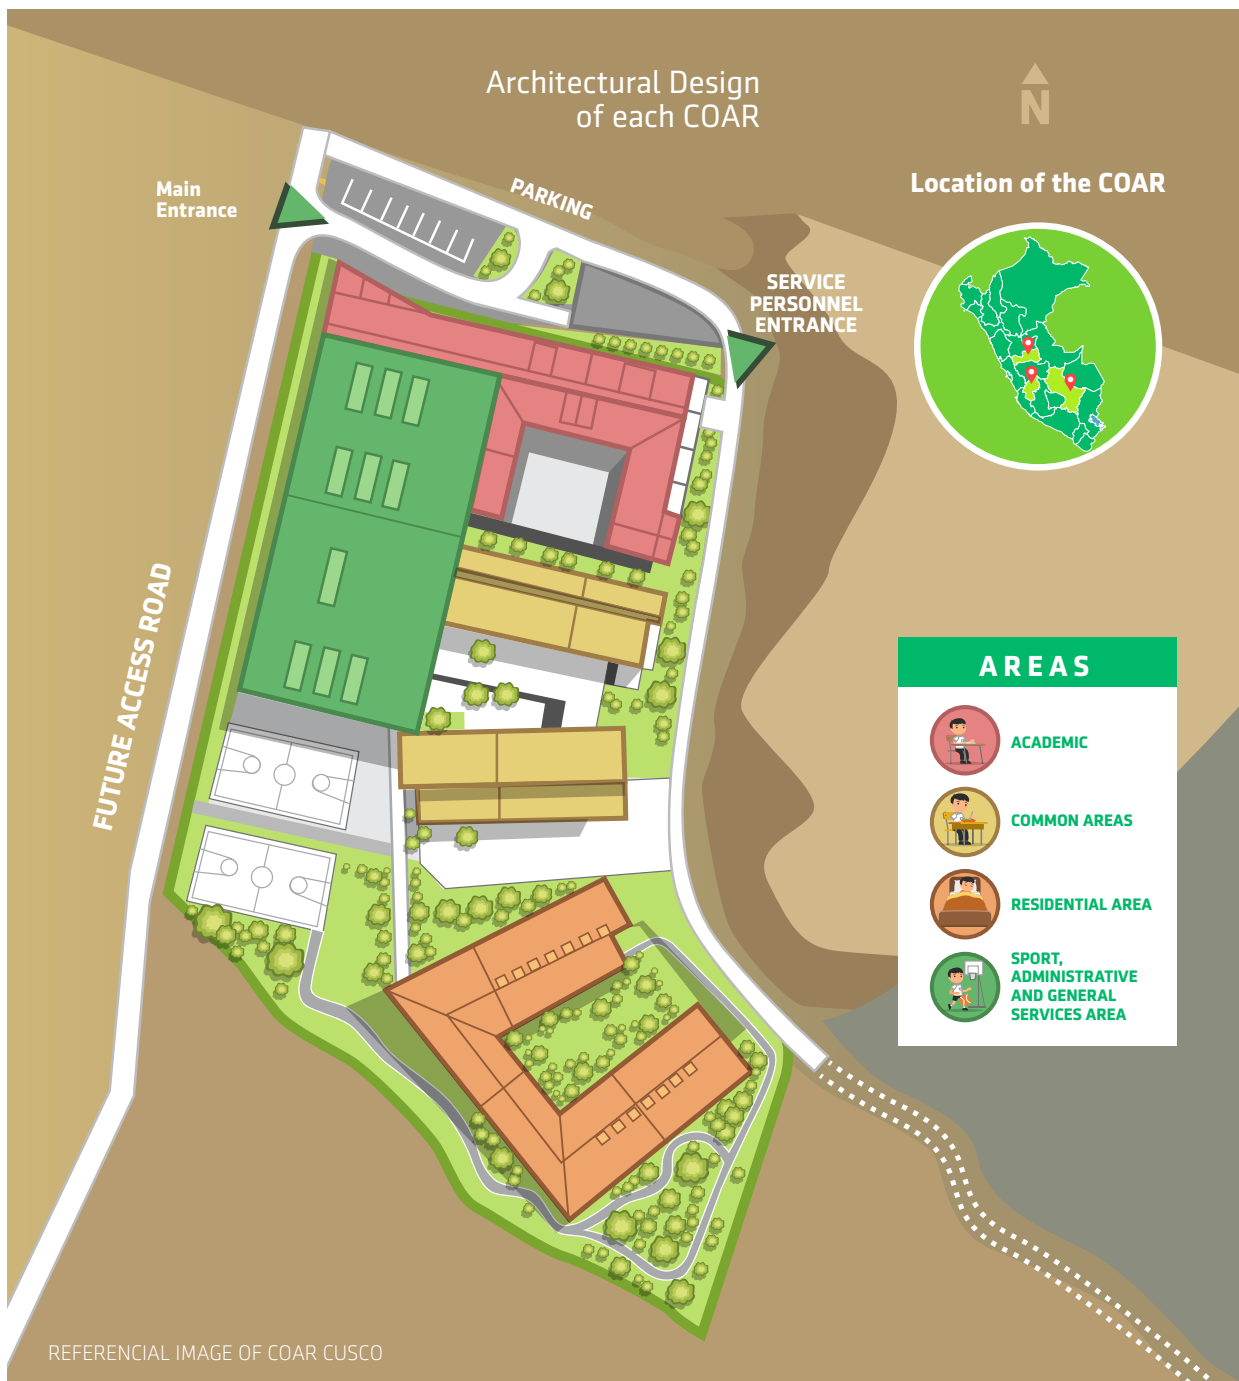 Architectural Design
of each COAR
N
Main
Entrance
PARKING
Location of the COAR
SERVICE
PERSONNEL
ENTRANCE
FUTURE ACCESS ROAD
AREAS
ACADEMIC
COMMON AREAS
RESIDENTIAL AREA
SPORT,
ADMINISTRATIVE
AND GENERAL
SERVICES AREA
REFERENCIAL IMAGE OF COAR CUSCO